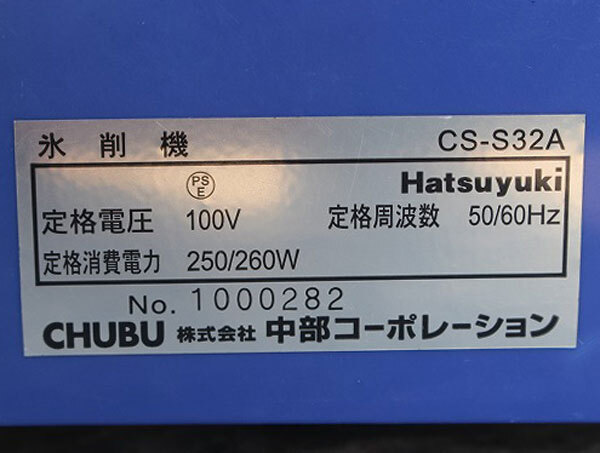 氷削機 CS-S32A
PS E Hatsuyuki
定格電圧 100V 定格周波数 50/60Hz
定格消費電力 250/260W
No. 1000282
CHUBU 株式会社 中部コーポレーション